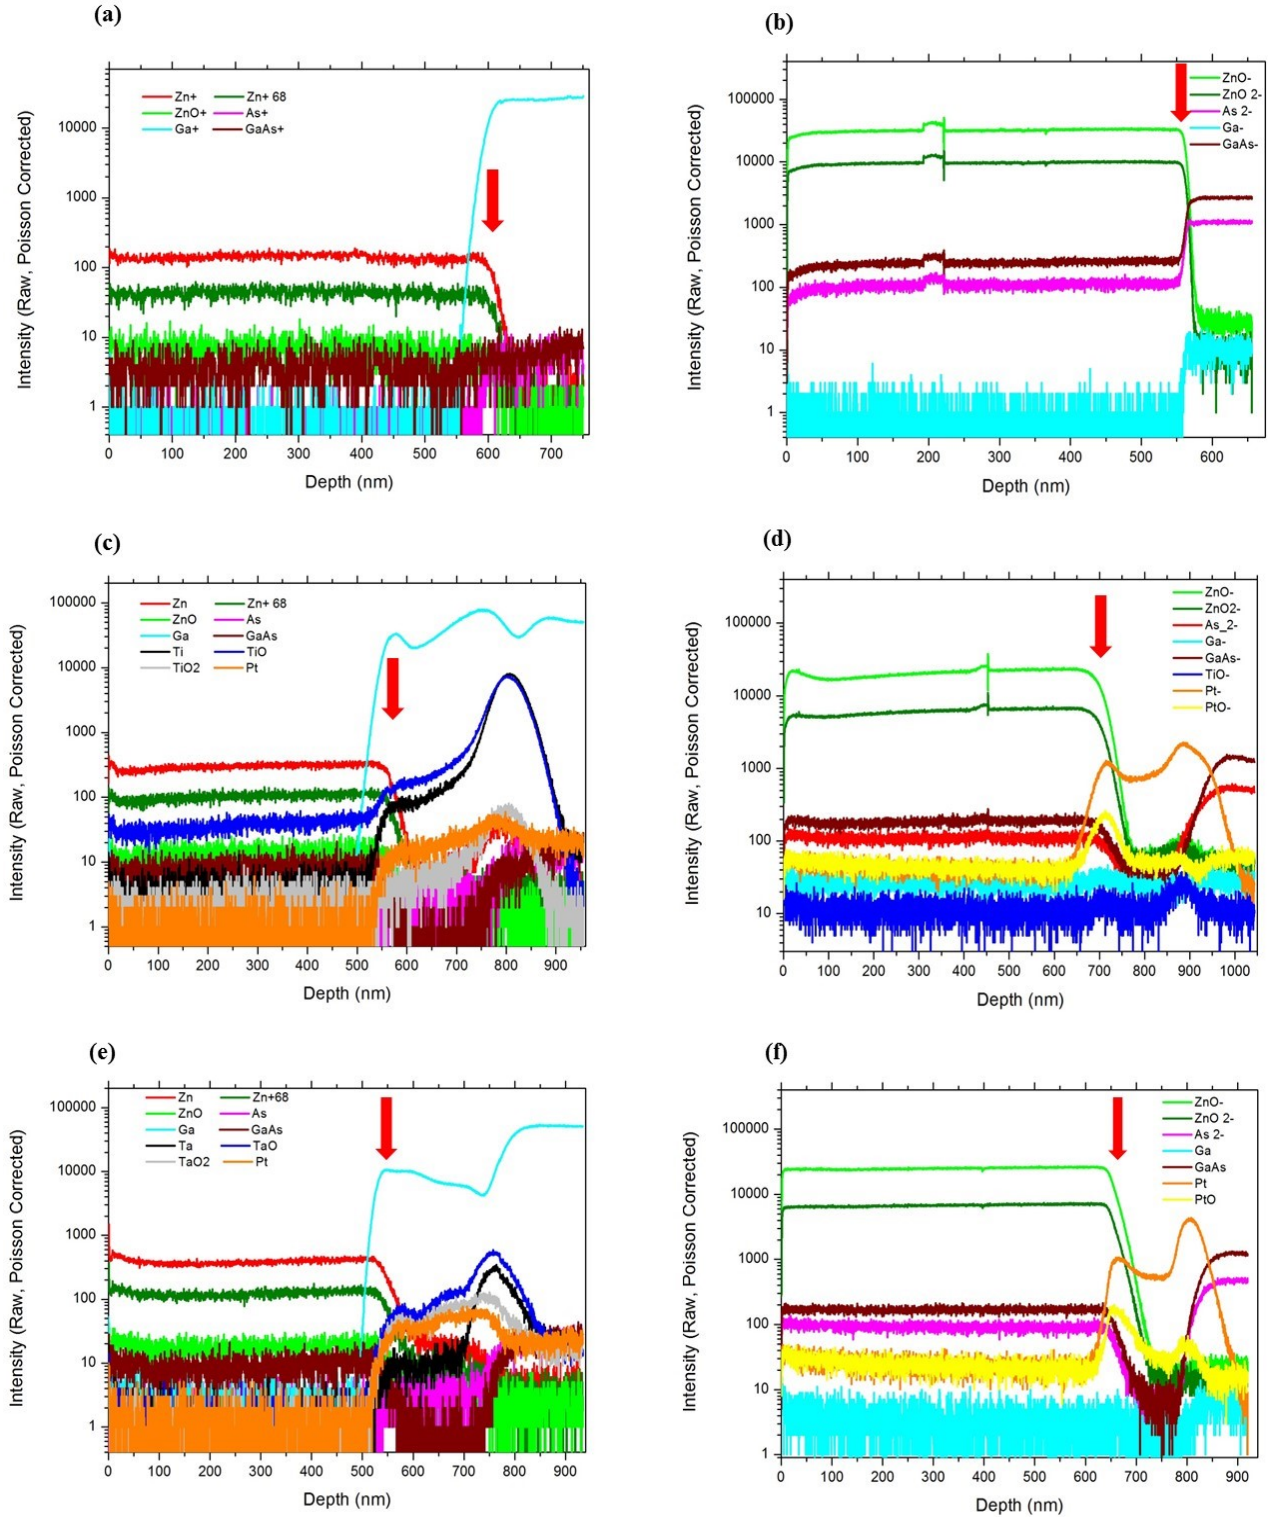 (a)
Intensity (Raw, Poisson Corrected)
Zn+ Zn+ 68
ZnO+ As+
Ga+ GaAs+
10000
1000
100
10
1
0 100 200 300 400 500 600 700
Depth (nm)
(b)
Intensity (Raw, Poisson Corrected)
ZnO-
ZnO 2-
As 2-
Ga-
GaAs-
100000
10000
1000
100
10
1
0 100 200 300 400 500 600
Depth (nm)
(c)
Intensity (Raw, Poisson Corrected)
Zn Zn+ 68
ZnO As
Ga GaAs
Ti TiO
TiO2 Pt
100000
10000
1000
100
10
1
0 100 200 300 400 500 600 700 800 900
Depth (nm)
(d)
Intensity (Raw, Poisson Corrected)
ZnO-
ZnO2-
As_2-
Ga-
GaAs-
TiO-
Pt-
PtO-
100000
10000
1000
100
10
0 100 200 300 400 500 600 700 800 900 1000
Depth (nm)
(e)
Intensity (Raw, Poisson Corrected)
Zn Zn+68
ZnO As
Ga GaAs
Ta TaO
TaO2 Pt
100000
10000
1000
100
10
1
0 100 200 300 400 500 600 700 800 900
Depth (nm)
(f)
Intensity (Raw, Poisson Corrected)
ZnO-
ZnO 2-
As 2-
Ga
GaAs
Pt
PtO
100000
10000
1000
100
10
1
0 100 200 300 400 500 600 700 800 900
Depth (nm)